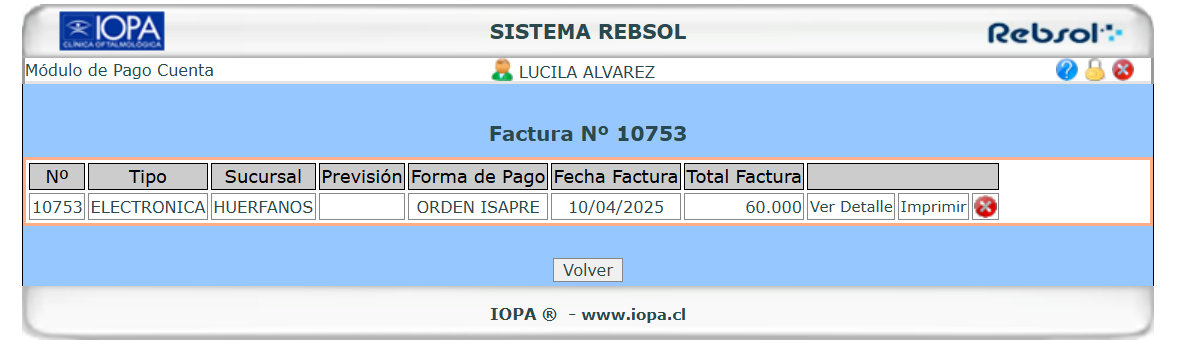 IOPA SISTEMA REBSOL Rebsol
CLÍNICA OFTALMOLÓGICA
Módulo de Pago Cuenta LUCILA ALVAREZ
Factura Nº 10753
Nº Tipo Sucursal Previsión Forma de Pago Fecha Factura Total Factura
10753 ELECTRONICA HUERFANOS ORDEN ISAPRE 10/04/2025 60.000 Ver Detalle Imprimir
Volver
IOPA ® - www.iopa.cl